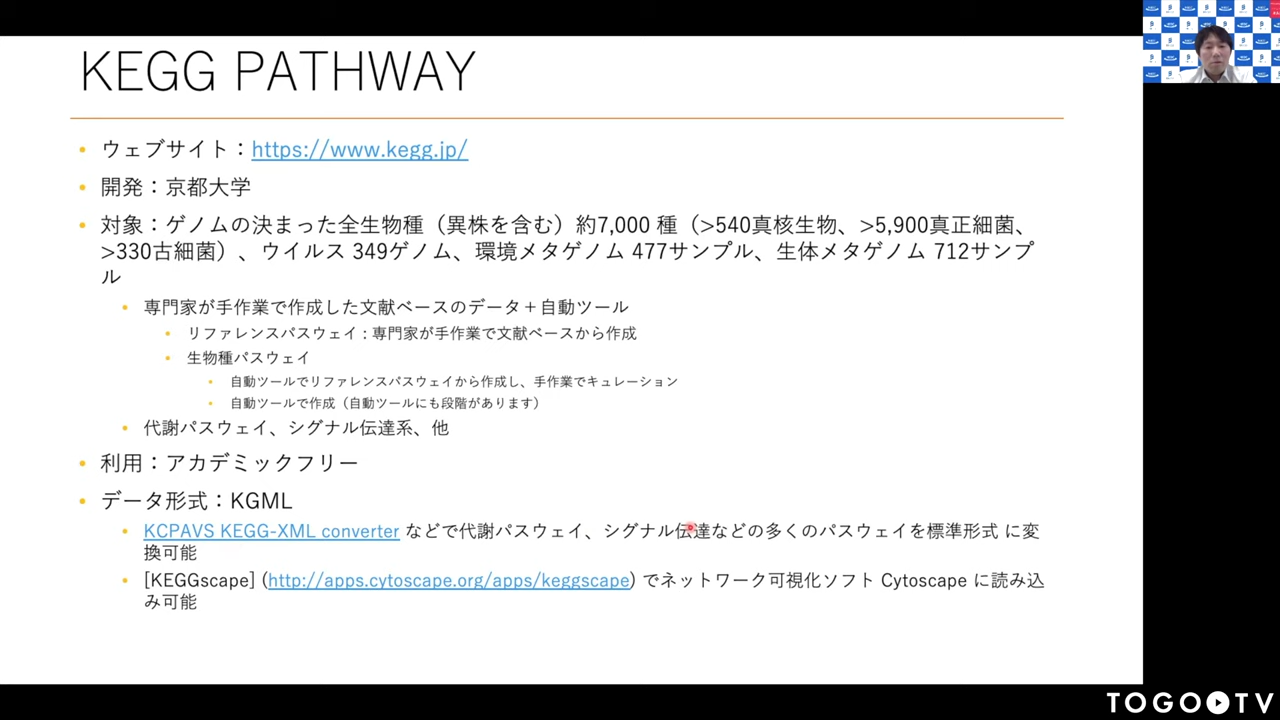 KEGG PATHWAY
• ウェブサイト：https://www.kegg.jp/
• 開発：京都大学
• 対象：ゲノムの決まった全生物種（異株を含む）約7,000 種（>540真核生物、>5,900真正細菌、
>330古細菌）、ウイルス 349ゲノム、環境メタゲノム 477サンプル、生体メタゲノム 712サンプ
ル
• 専門家が手作業で作成した文献ベースのデータ＋自動ツール
• リファレンスパスウェイ : 専門家が手作業で文献ベースから作成
• 生物種パスウェイ
• 自動ツールでリファレンスパスウェイから作成し、手作業でキュレーション
• 自動ツールで作成（自動ツールにも段階があります）
• 代謝パスウェイ、シグナル伝達系、他
• 利用：アカデミックフリー
• データ形式：KGML
• KCPAVS KEGG-XML converter などで代謝パスウェイ、シグナル伝達などの多くのパスウェイを標準形式 に変
換可能
• [KEGGscape] (http://apps.cytoscape.org/apps/keggscape) でネットワーク可視化ソフト Cytoscape に読み込
み可能
TOGO TV